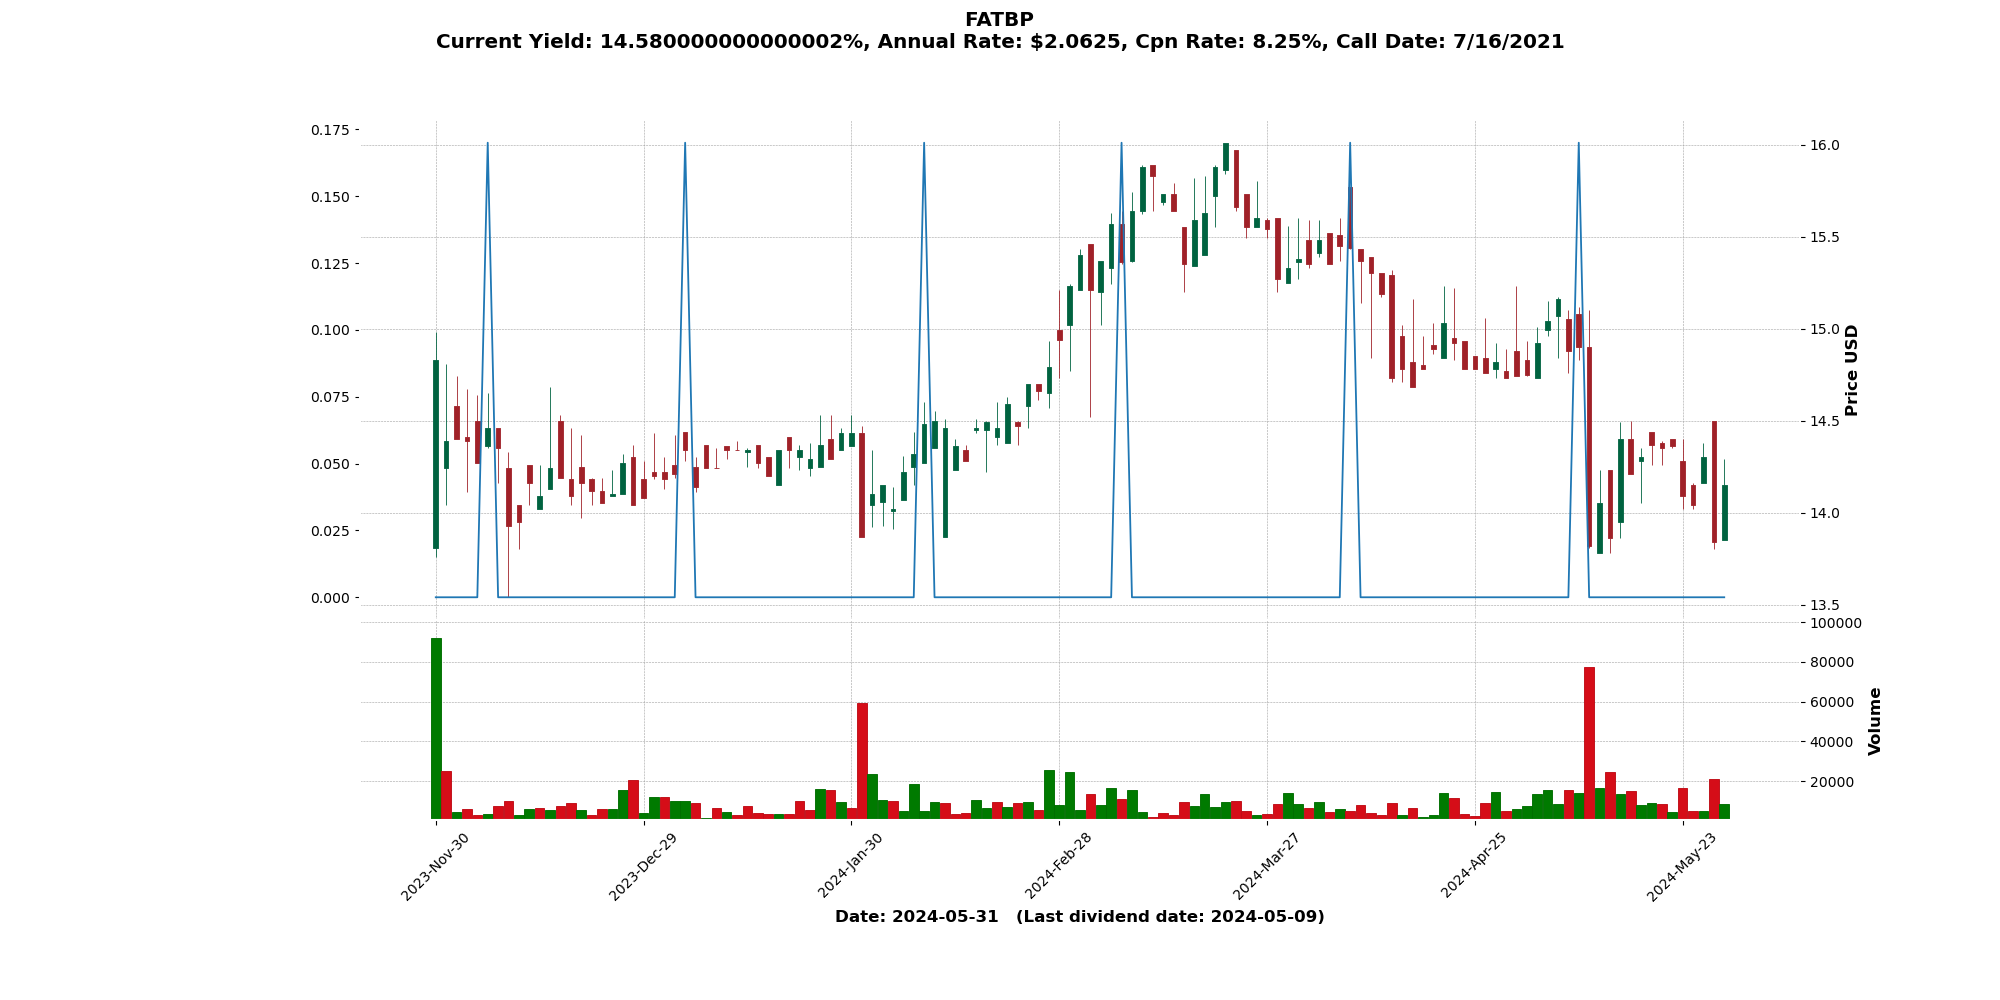 FATBP
Current Yield: 14.580000000000002%, Annual Rate: $2.0625, Cpn Rate: 8.25%, Call Date: 7/16/2021
0.175
0.150
0.125
0.100
0.075
0.050
0.025
0.000
16.0
15.5
15.0
14.5
14.0
13.5
Price USD
100000
80000
60000
40000
20000
Volume
2023-Nov-30
2023-Dec-29
2024-Jan-30
2024-Feb-28
2024-Mar-27
2024-Apr-25
2024-May-23
Date: 2024-05-31 (Last dividend date: 2024-05-09)